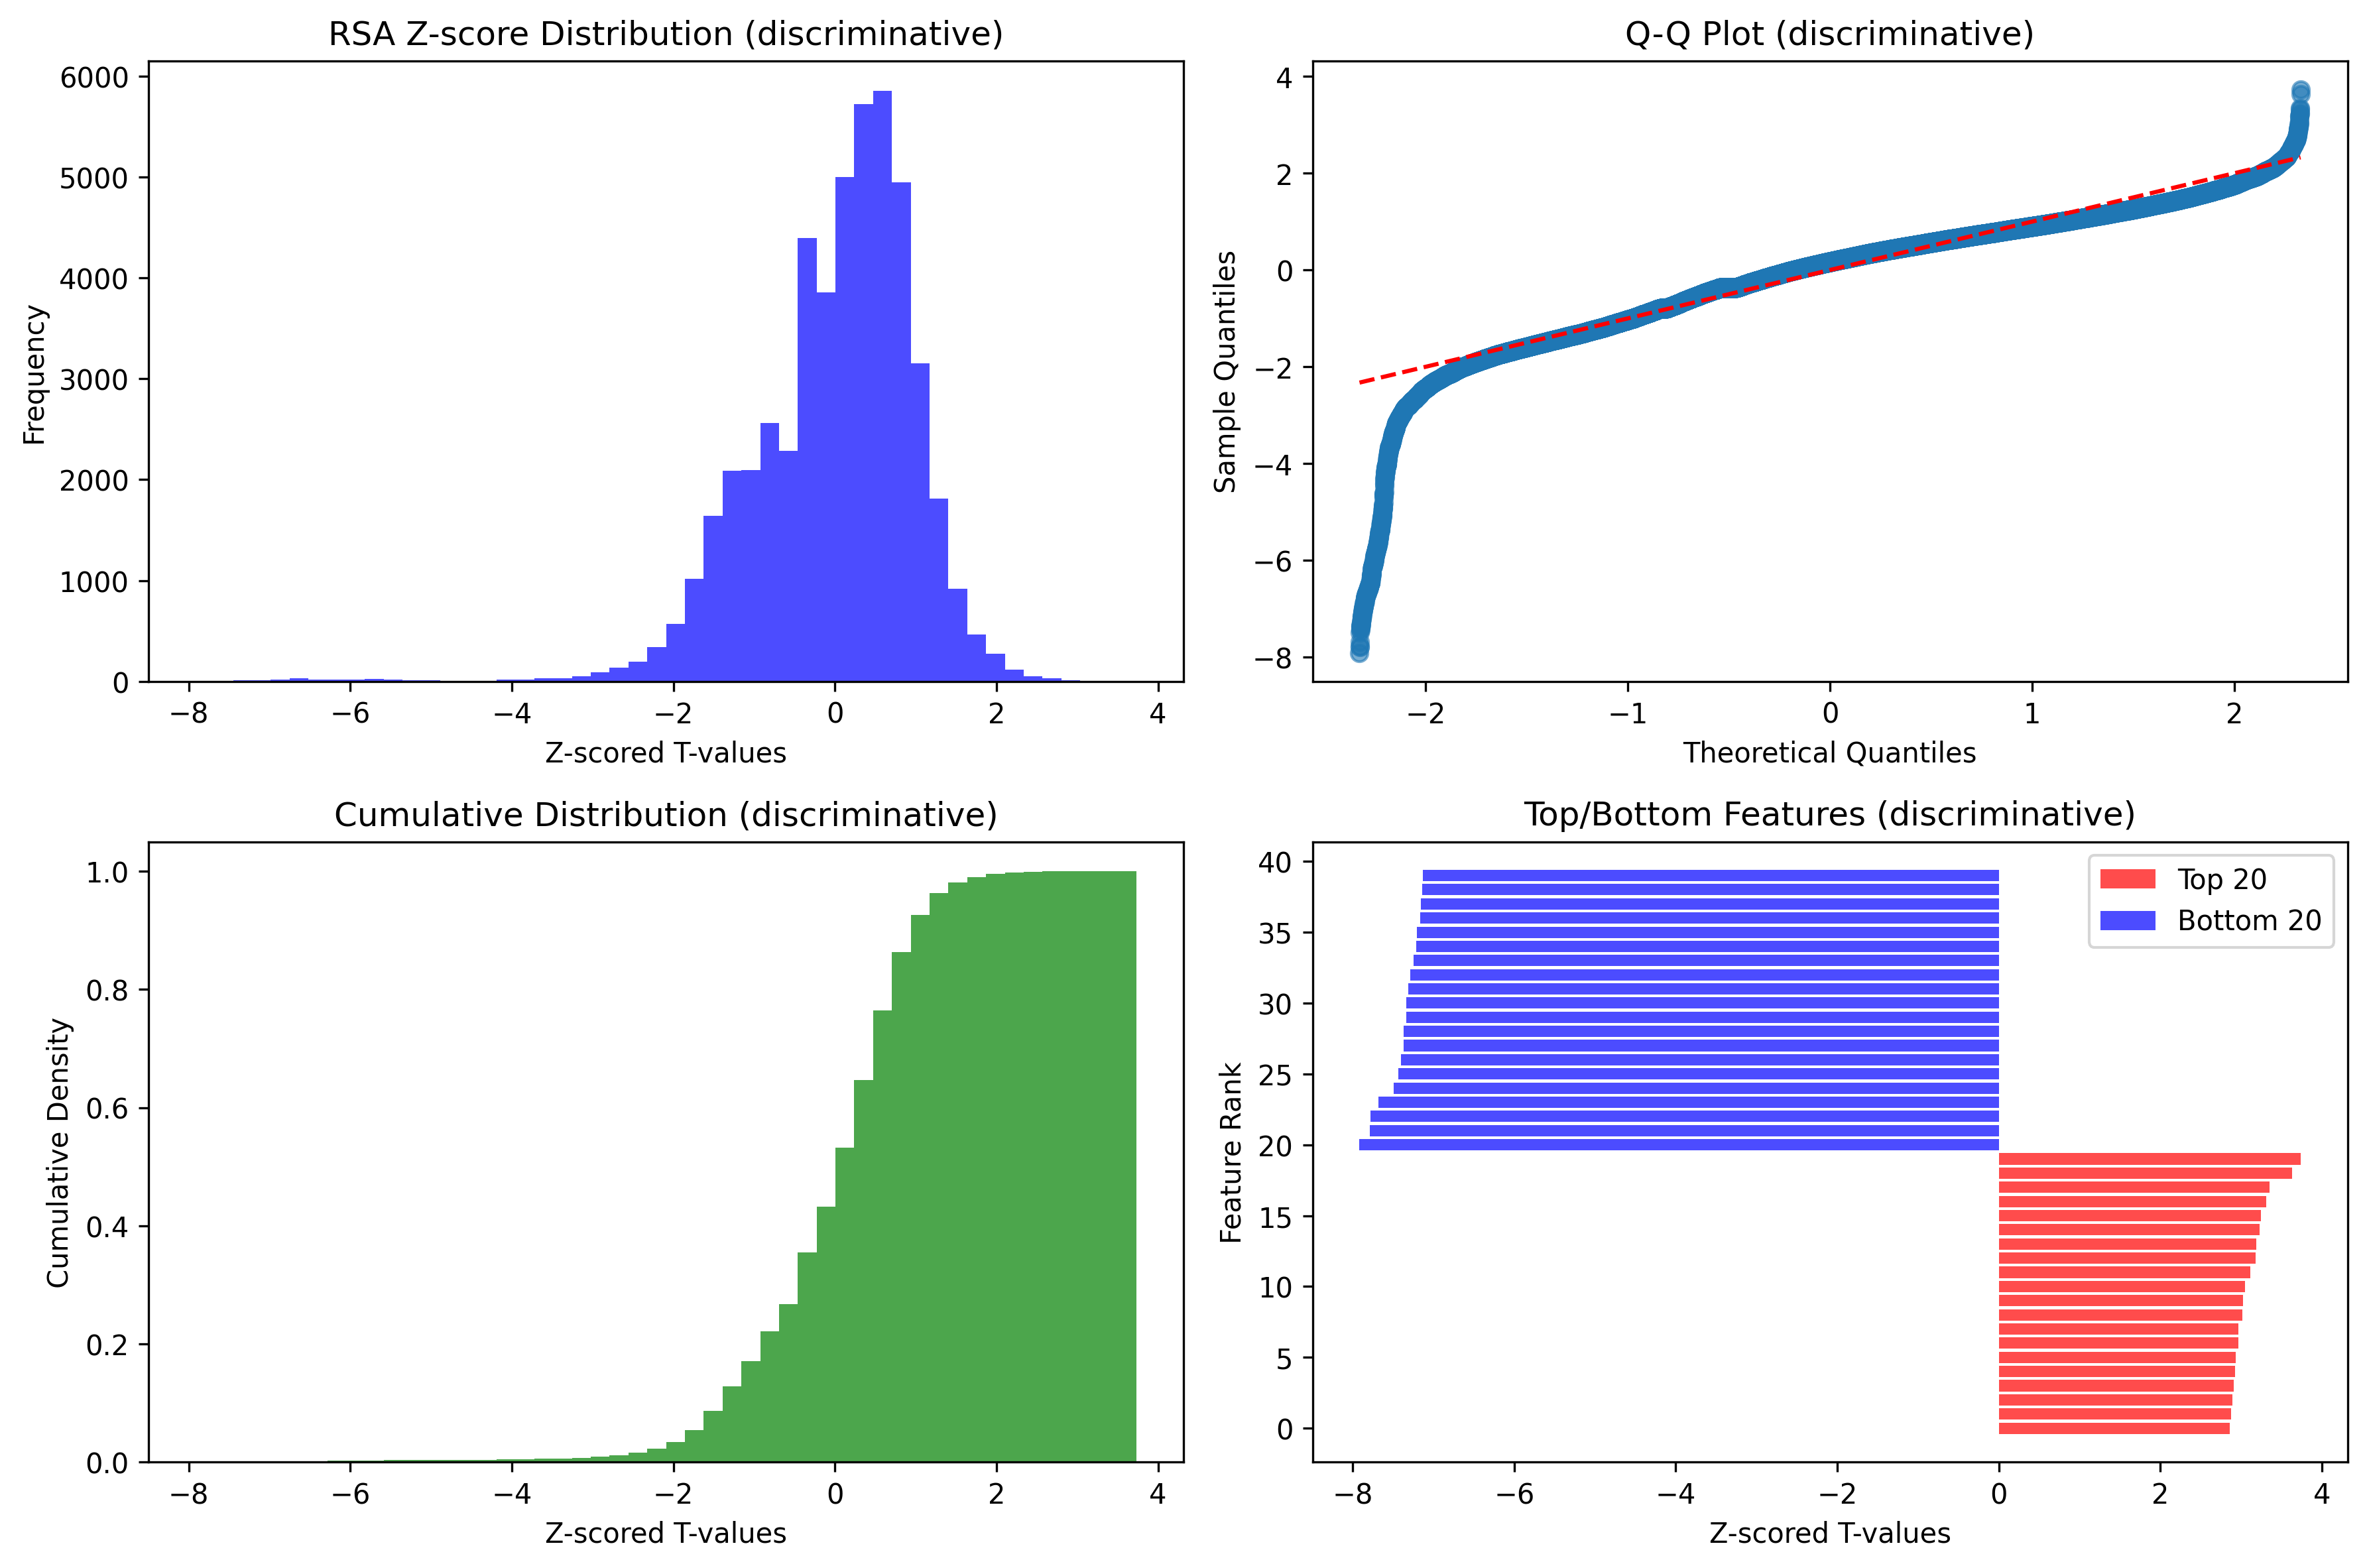 RSA Z-score Distribution (discriminative)
6000
5000
4000
3000
2000
1000
0
Frequency
−8 −6 −4 −2 0 2 4
Z-scored T-values
Q-Q Plot (discriminative)
4
2
0
−2
−4
−6
−8
Sample Quantiles
−2 −1 0 1 2
Theoretical Quantiles
Cumulative Distribution (discriminative)
1.0
0.8
0.6
0.4
0.2
0.0
Cumulative Density
−8 −6 −4 −2 0 2 4
Z-scored T-values
Top/Bottom Features (discriminative)
40
35
30
25
20
15
10
5
0
Feature Rank
Top 20
Bottom 20
−8 −6 −4 −2 0 2 4
Z-scored T-values